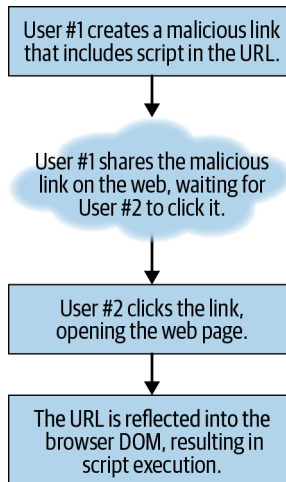 User #1 creates a malicious link
that includes script in the URL.
User #1 shares the malicious
link on the web, waiting for
User #2 to click it.
User #2 clicks the link,
opening the web page.
The URL is reflected into the
browser DOM, resulting in
script execution.